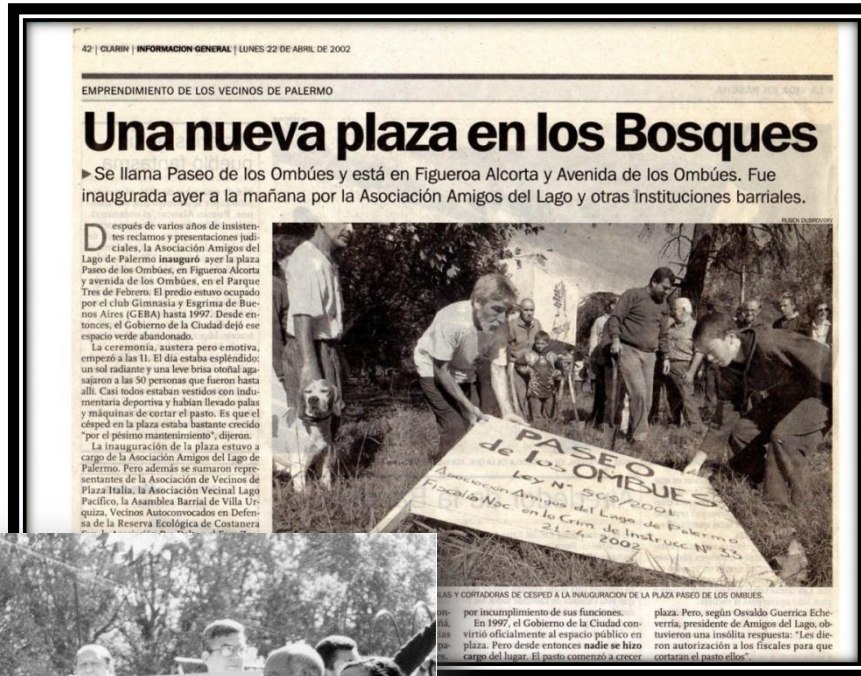 42 | CLARIN | INFORMACION GENERAL | LUNES 22 DE ABRIL DE 2002
EMPRENDIMIENTO DE LOS VECINOS DE PALERMO
Una nueva plaza en los Bosques
▶Se llama Paseo de los Ombúes y está en Figueroa Alcorta y Avenida de los Ombúes. Fue
inaugurada ayer a la mañana por la Asociación Amigos del Lago y otras Instituciones barriales.
RUBEN DUBROVSKY
Después de varios años de insisten-
tes reclamos y presentaciones judi-
ciales, la Asociación Amigos del
Lago de Palermo inauguró ayer la plaza
Paseo de los Ombúes, en Figueroa Alcorta
y avenida de los Ombúes, en el Parque
Tres de Febrero. El predio estuvo ocupado
por el club Gimnasia y Esgrima de Bue-
nos Aires (GEBA) hasta 1997. Desde en-
tonces, el Gobierno de la Ciudad dejó ese
espacio verde abandonado.
La ceremonia, austera pero emotiva,
empezó a las 11. El día estaba espléndido:
un sol radiante y una leve brisa otoñal aga-
sajaron a las 50 personas que fueron hasta
allí. Casi todos estaban vestidos con indu-
mentaria deportiva y habían llevado palas
y máquinas de cortar el pasto. Es que el
césped en la plaza estaba bastante crecido
"por el pésimo mantenimiento", dijeron.
La inauguración de la plaza estuvo a
cargo de la Asociación Amigos del Lago de
Palermo. Pero además se sumaron repre-
sentantes de la Asociación de Vecinos de
Plaza Italia, la Asociación Vecinal Lago
Pacífico, la Asamblea Barrial de Villa Ur-
quiza, Vecinos Autoconvocados en Defen-
sa de la Reserva Ecológica de Costanera
PASEO
de los OMBUES
Ley Nº 569/2001
Asociación Amigos del Lago de Palermo
Fiscalía Nac. en lo Crim de Instrucc Nº 33
21-4-2002
LAS Y CORTADORAS DE CESPED A LA INAUGURACION DE LA PLAZA PASEO DE LOS OMBUES.
por incumplimiento de sus funciones.
En 1997, el Gobierno de la Ciudad con-
virtió oficialmente al espacio público en
plaza. Pero desde entonces nadie se hizo
cargo del lugar. El pasto comenzó a crecer
plaza. Pero, según Osvaldo Guerrica Eche-
verría, presidente de Amigos del Lago, ob-
tuvieron una insólita respuesta: "Les die-
ron autorización a los fiscales para que
cortaran el pasto ellos".